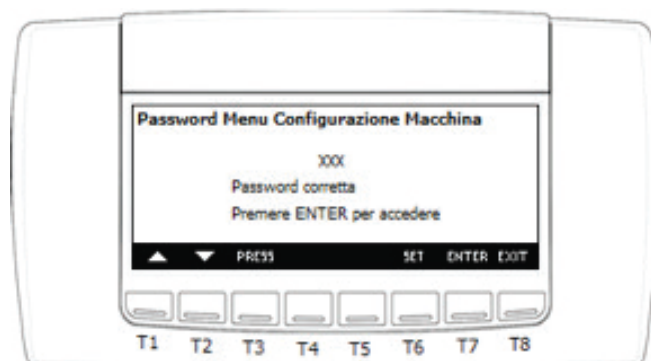 Password Menu Configurazione Macchina
XXX
Password corretta
Premere ENTER per accedere
PRESS SET ENTER EXIT
T1 T2 T3 T4 T5 T6 T7 T8